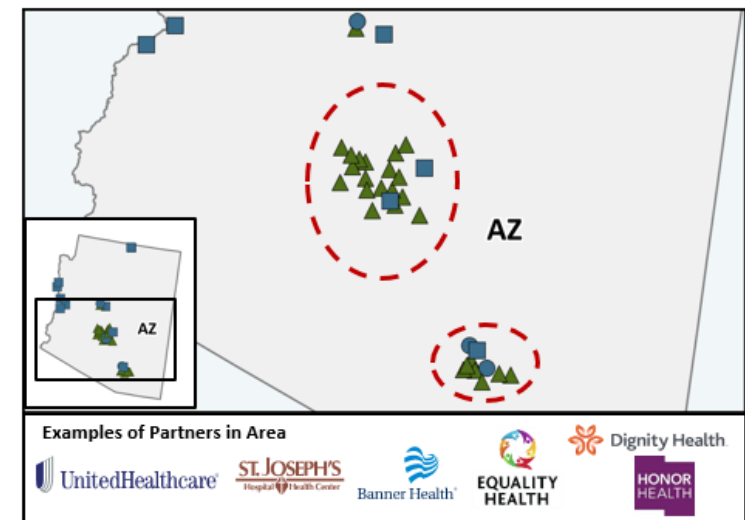 AZ
AZ
Examples of Partners in Area
UnitedHealthcare®
ST. JOSEPH'S
Hospital Health Center
Banner Health®
EQUALITY
HEALTH
Dignity Health
HONOR
HEALTH